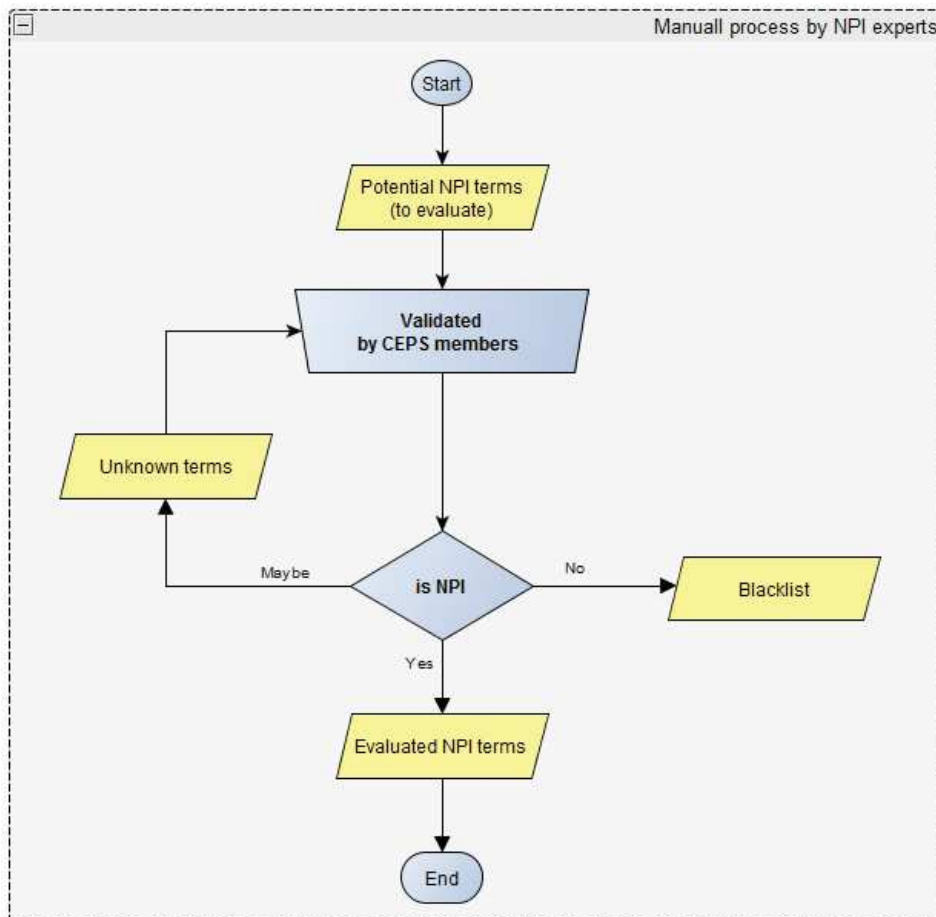 Manuall process by NPI experts
Start
Potential NPI terms
(to evaluate)
Validated
by CEPS members
Unknown terms
Maybe
is NPI
No
Blacklist
Yes
Evaluated NPI terms
End